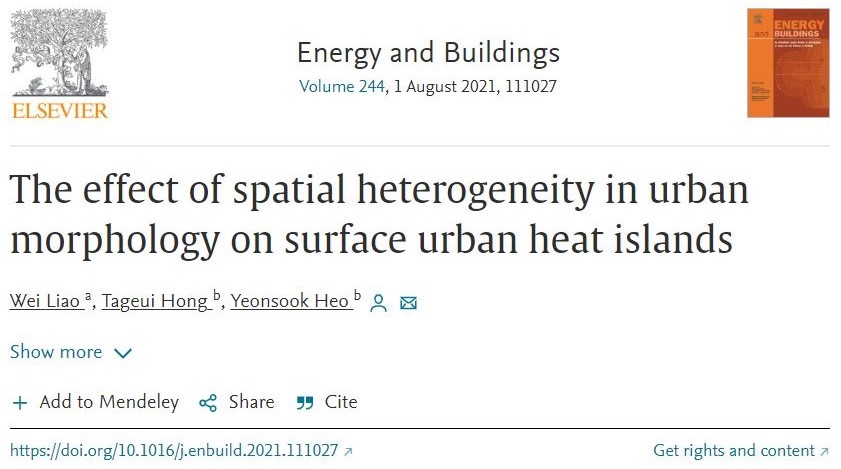 ELSEVIER
Energy and Buildings
Volume 244, 1 August 2021, 111027
ENERGY
and BUILDINGS
The effect of spatial heterogeneity in urban
morphology on surface urban heat islands
Wei Liao a, Tageui Hong b, Yeonsook Heo b
Show more
+ Add to Mendeley Share Cite
https://doi.org/10.1016/j.enbuild.2021.111027 ↗ Get rights and content ↗